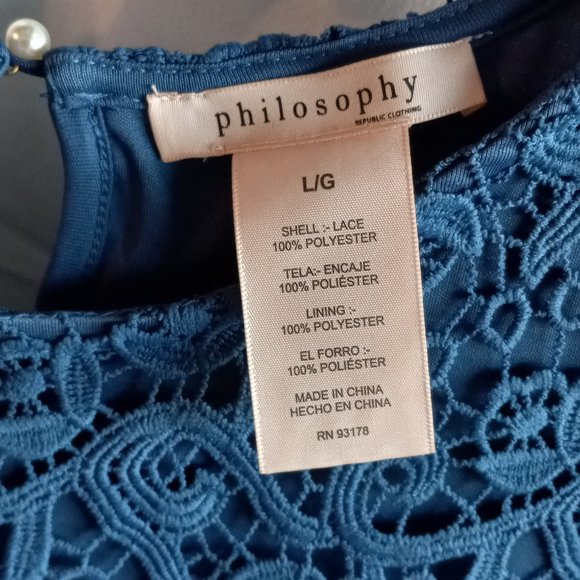 philosophy
REPUBLIC CLOTHING
L/G
SHELL :- LACE
100% POLYESTER
TELA:- ENCAJE
100% POLIÉSTER
LINING :-
100% POLYESTER
EL FORRO :-
100% POLIÉSTER
MADE IN CHINA
HECHO EN CHINA
RN 93178